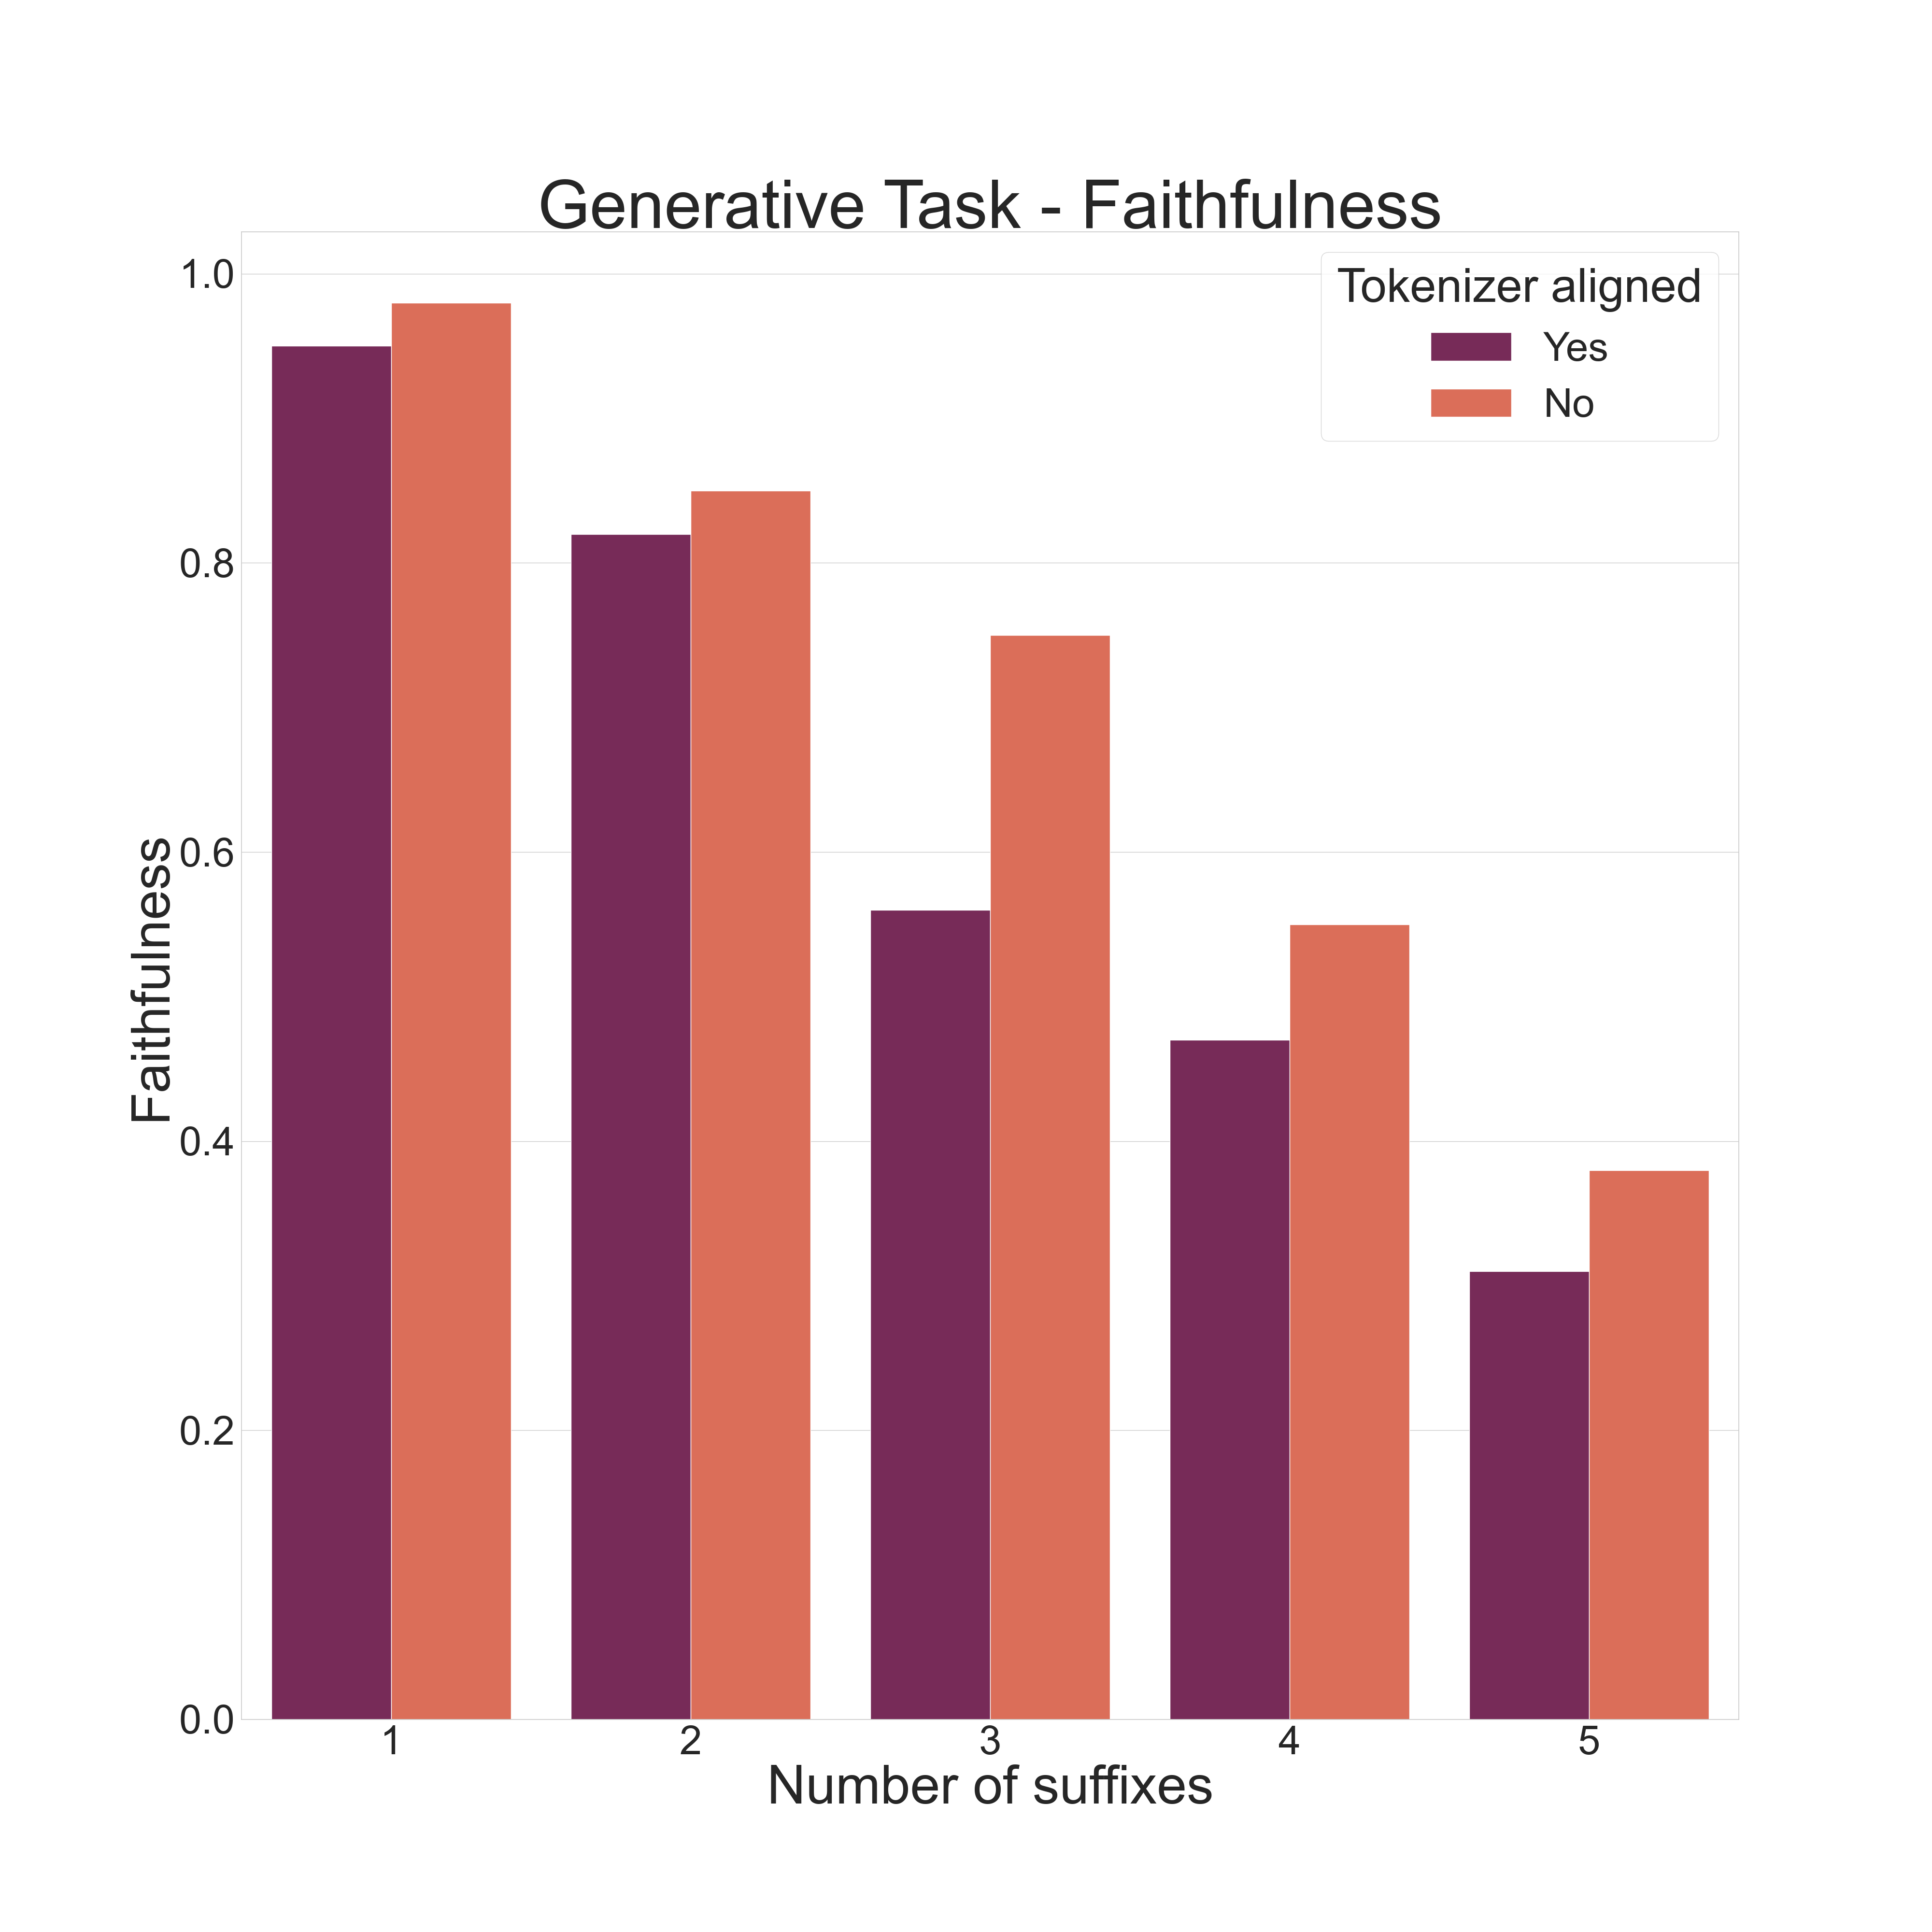 Generative Task - Faithfulness
Tokenizer aligned
Yes
No
1.0
0.8
0.6
0.4
0.2
0.0
Faithfulness
1 2 3 4 5
Number of suffixes